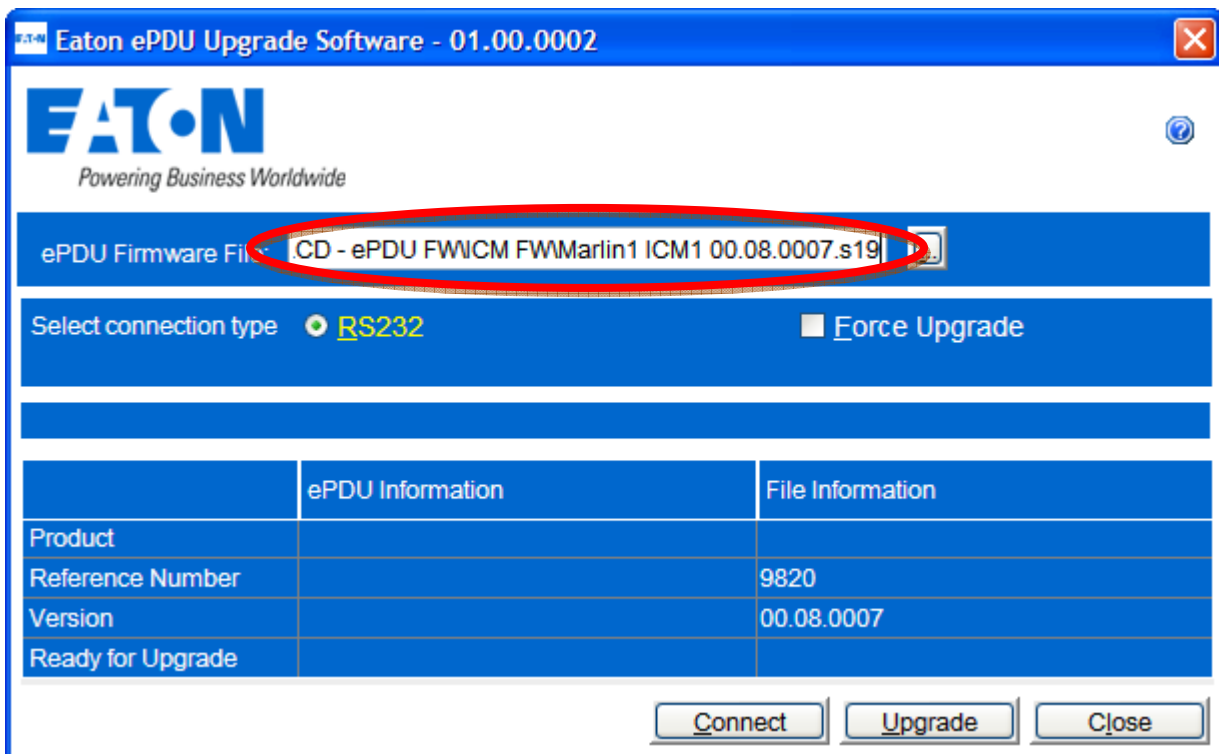 EATON Eaton ePDU Upgrade Software - 01.00.0002
EATON
Powering Business Worldwide
ePDU Firmware File: .CD - ePDU FW\ICM FW\Marlin1 ICM1 00.08.0007.s19
Select connection type RS232 Force Upgrade
ePDU Information File Information
Product
Reference Number 9820
Version 00.08.0007
Ready for Upgrade
Connect Upgrade Close